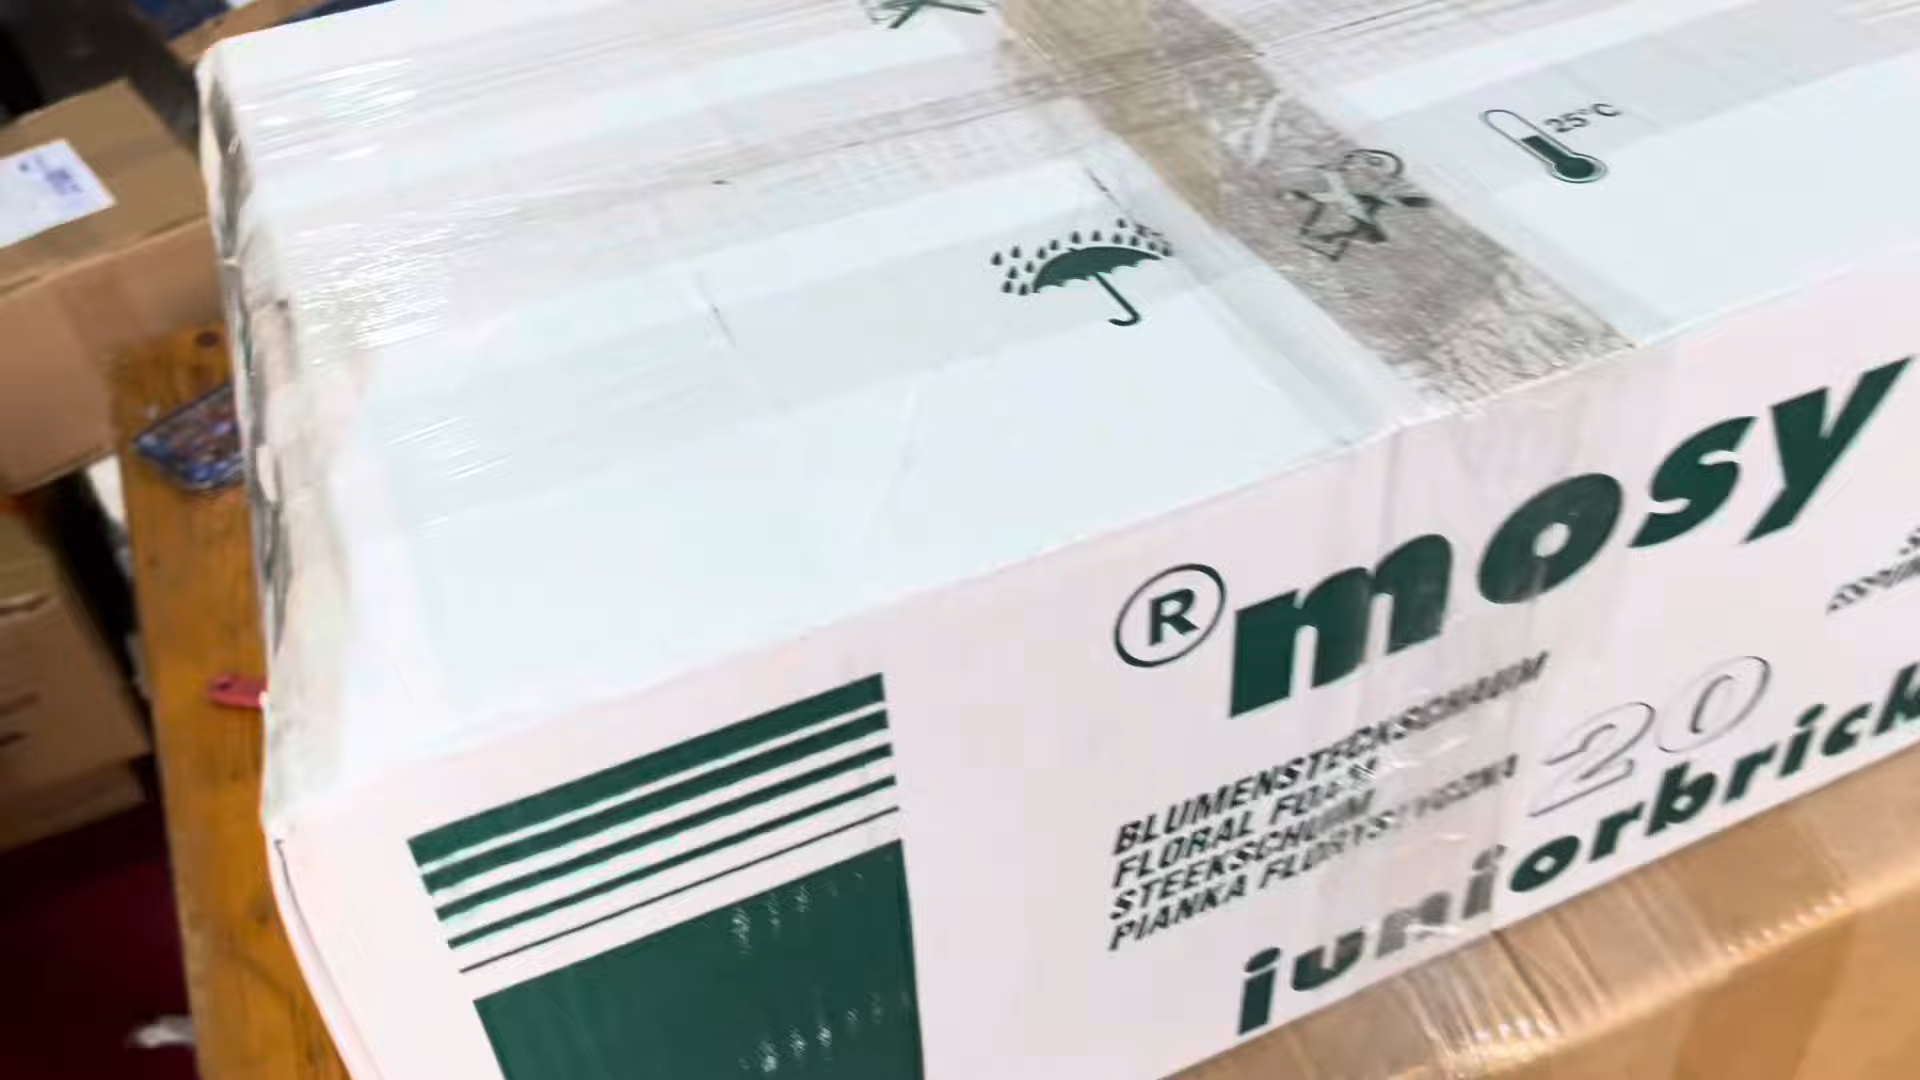 25°C
®mosy
BLUMENSTECKSCHAUM
FLORAL FOAM
STEEKSCHUIM
PIANKA FLORYSTYCZNA
20
juniorbrick